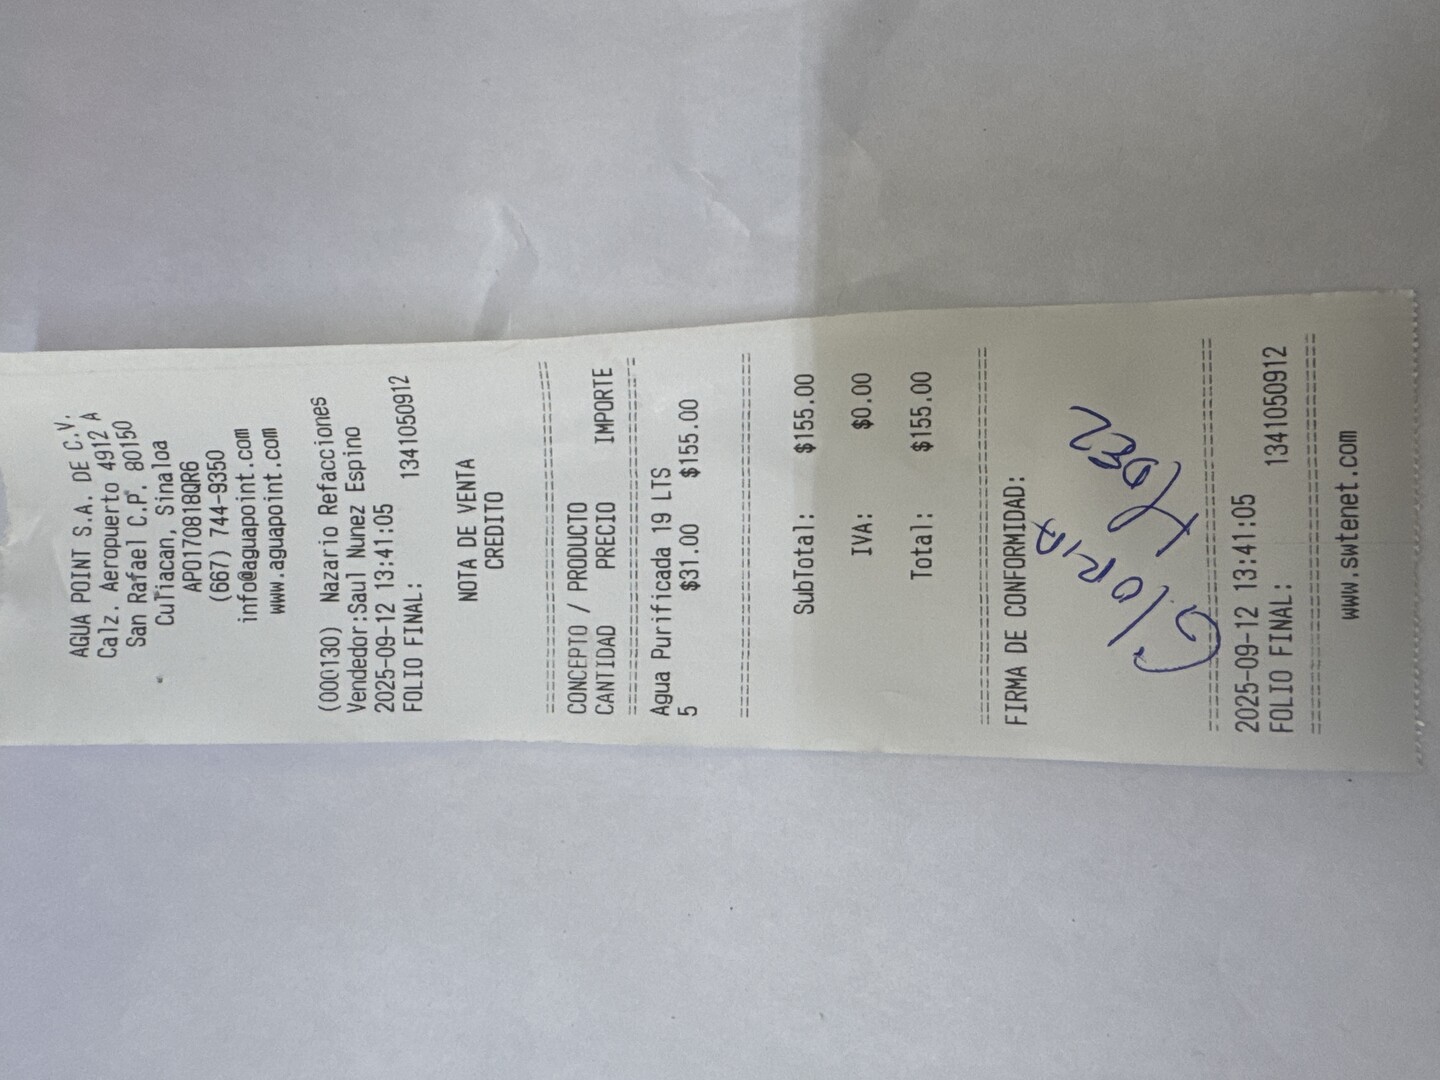 AGUA POINT S.A. DE C.V.
Calz. Aeropuerto 4912 A
San Rafael C.P. 80150
Culiacan, Sinaloa
APO170818QR6
(667) 744-9350
info@aguapoint.com
www.aguapoint.com
(000130) Nazario Refacciones
Vendedor:Saul Nunez Espino
2025-09-12 13:41:05
FOLIO FINAL: 1341050912
NOTA DE VENTA
CREDITO
================================
CONCEPTO / PRODUCTO
CANTIDAD PRECIO IMPORTE
================================
Agua Purificada 19 LTS
5 $31.00 $155.00
================================
SubTotal: $155.00
IVA: $0.00
Total: $155.00
================================
FIRMA DE CONFORMIDAD:
GloRiA
================================
2025-09-12 13:41:05
FOLIO FINAL: 1341050912
================================
www.swtenet.com